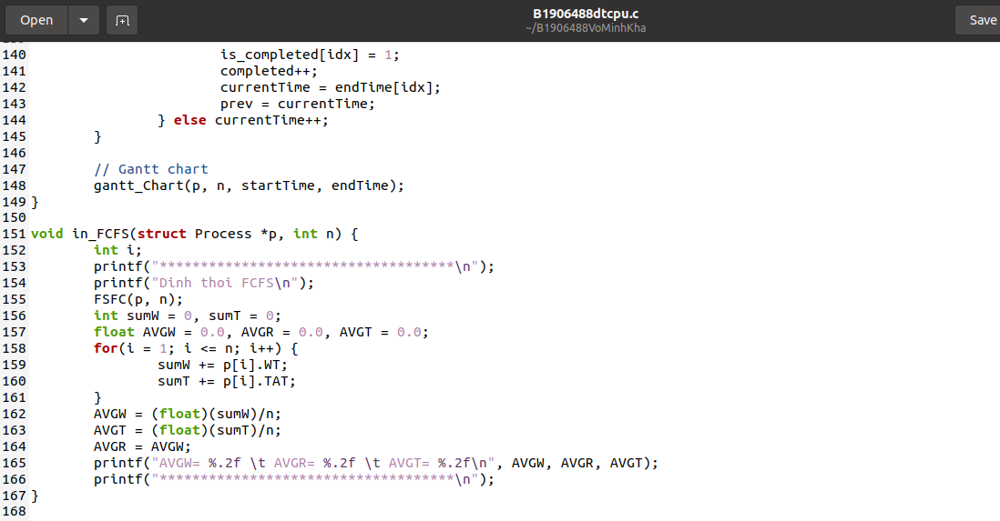 Open
B1906488dtcpu.c
~/B1906488VoMinhKha
Save
140 is_completed[idx] = 1;
141 completed++;
142 currentTime = endTime[idx];
143 prev = currentTime;
144 } else currentTime++;
145 }
146
147 // Gantt chart
148 gantt_Chart(p, n, startTime, endTime);
149 }
150
151 void in_FCFS(struct Process *p, int n) {
152 int i;
153 printf("************************************\n");
154 printf("Dinh thoi FCFS\n");
155 FSFC(p, n);
156 int sumW = 0, sumT = 0;
157 float AVGW = 0.0, AVGR = 0.0, AVGT = 0.0;
158 for(i = 1; i <= n; i++) {
159 sumW += p[i].WT;
160 sumT += p[i].TAT;
161 }
162 AVGW = (float)(sumW)/n;
163 AVGT = (float)(sumT)/n;
164 AVGR = AVGW;
165 printf("AVGW= %.2f \t AVGR= %.2f \t AVGT= %.2f\n", AVGW, AVGR, AVGT);
166 printf("************************************\n");
167 }
168